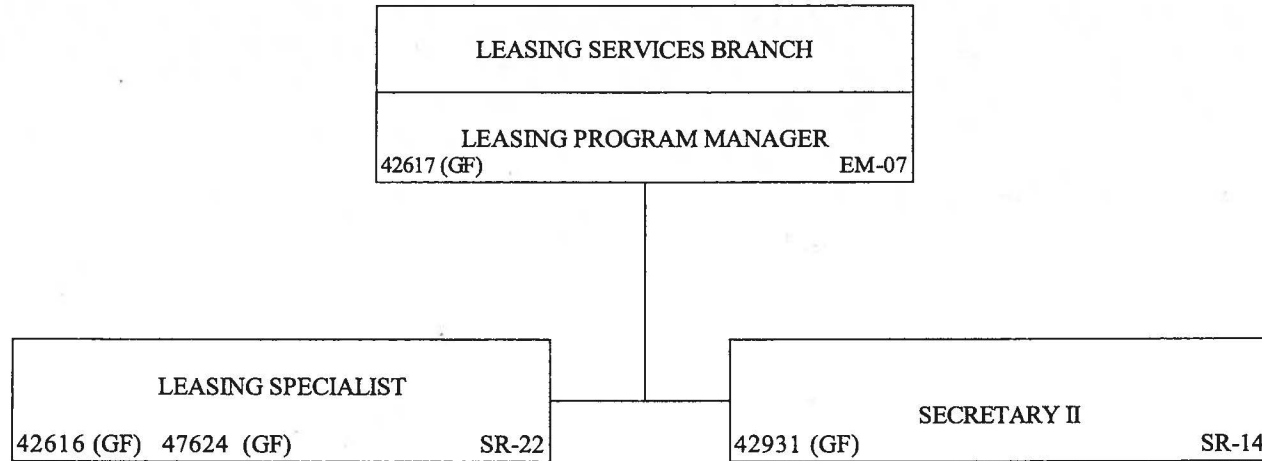 LEASING SERVICES BRANCH
LEASING PROGRAM MANAGER
42617 (GF) EM-07
LEASING SPECIALIST
42616 (GF) 47624 (GF) SR-22
SECRETARY II
42931 (GF) SR-14